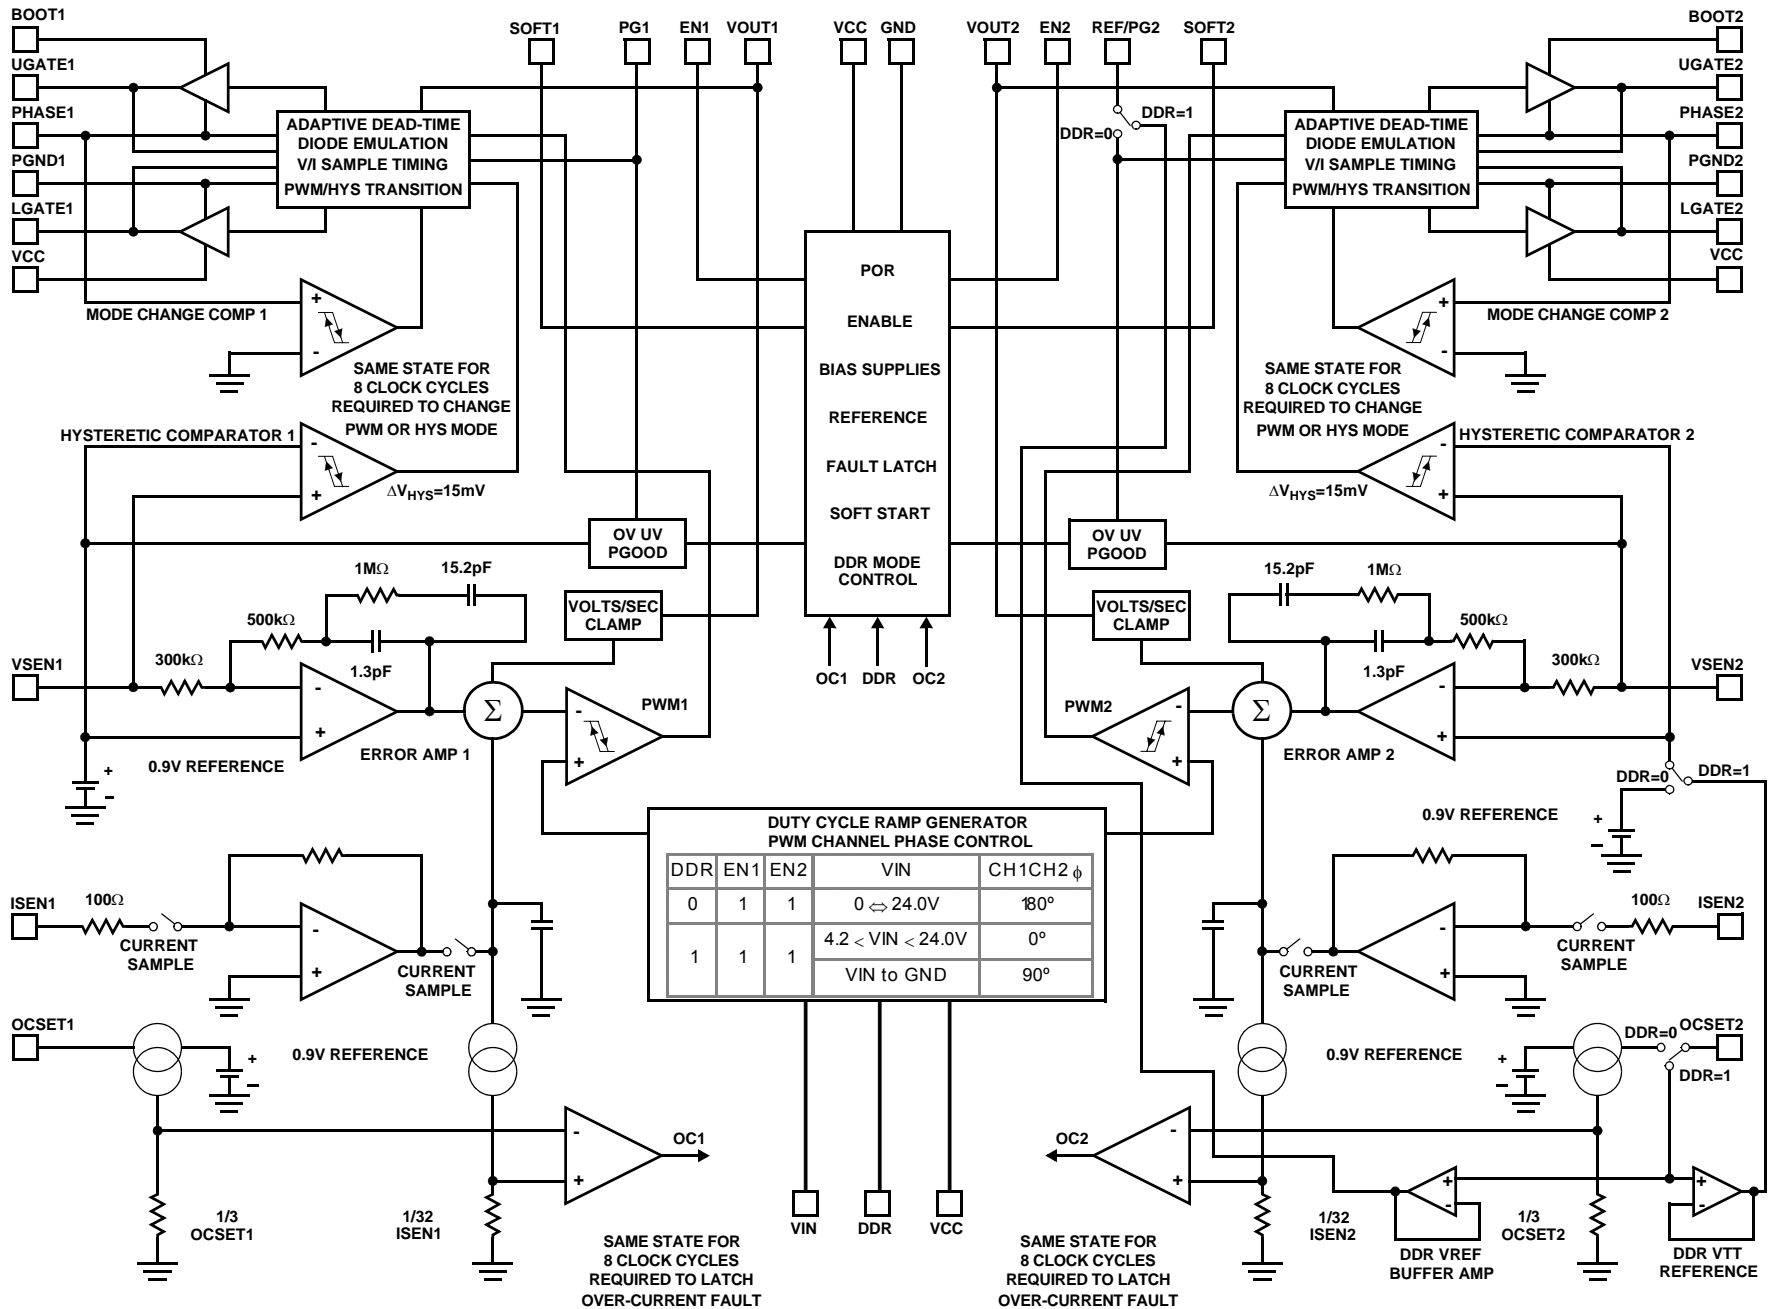 BOOT1
UGATE1
PHASE1
PGND1
LGATE1
VCC
SOFT1
PG1
EN1
VOUT1
VCC
GND
VOUT2
EN2
REF/PG2
SOFT2
BOOT2
UGATE2
PHASE2
PGND2
LGATE2
VCC
ADAPTIVE DEAD-TIME
DIODE EMULATION
V/I SAMPLE TIMING
PWM/HYS TRANSITION
DDR=1
DDR=0
ADAPTIVE DEAD-TIME
DIODE EMULATION
V/I SAMPLE TIMING
PWM/HYS TRANSITION
POR
ENABLE
BIAS SUPPLIES
REFERENCE
FAULT LATCH
SOFT START
DDR MODE
CONTROL
OC1
DDR
OC2
+
-
MODE CHANGE COMP 1
SAME STATE FOR
8 CLOCK CYCLES
REQUIRED TO CHANGE
PWM OR HYS MODE
HYSTERETIC COMPARATOR 1
-
+
ΔVHYS=15mV
+
-
MODE CHANGE COMP 2
SAME STATE FOR
8 CLOCK CYCLES
REQUIRED TO CHANGE
PWM OR HYS MODE
HYSTERETIC COMPARATOR 2
-
+
ΔVHYS=15mV
OV UV
PGOOD
OV UV
PGOOD
1MΩ
15.2pF
500kΩ
300kΩ
1.3pF
VSEN1
VOLTS/SEC
CLAMP
-
+
Σ
-
+
PWM1
ERROR AMP 1
0.9V REFERENCE
+
-
15.2pF
1MΩ
500kΩ
300kΩ
1.3pF
VSEN2
VOLTS/SEC
CLAMP
PWM2
-
+
Σ
-
+
ERROR AMP 2
DDR=0
DDR=1
0.9V REFERENCE
+
-
DUTY CYCLE RAMP GENERATOR
PWM CHANNEL PHASE CONTROL
DDR EN1 EN2 VIN CH1CH2 ϕ
0 1 1 0 ⇔ 24.0V 180º
1 1 1 4.2 < VIN < 24.0V 0º
VIN to GND 90º
ISEN1
100Ω
CURRENT
SAMPLE
-
+
CURRENT
SAMPLE
ISEN2
100Ω
CURRENT
SAMPLE
-
+
CURRENT
SAMPLE
OCSET1
+
-
0.9V REFERENCE
-
+
OC1
1/3
OCSET1
1/32
ISEN1
SAME STATE FOR
8 CLOCK CYCLES
REQUIRED TO LATCH
OVER-CURRENT FAULT
VIN
DDR
VCC
0.9V REFERENCE
+
-
DDR=0
OCSET2
DDR=1
OC2
-
+
SAME STATE FOR
8 CLOCK CYCLES
REQUIRED TO LATCH
OVER-CURRENT FAULT
1/32
ISEN2
+
-
DDR VREF
BUFFER AMP
1/3
OCSET2
+
-
DDR VTT
REFERENCE